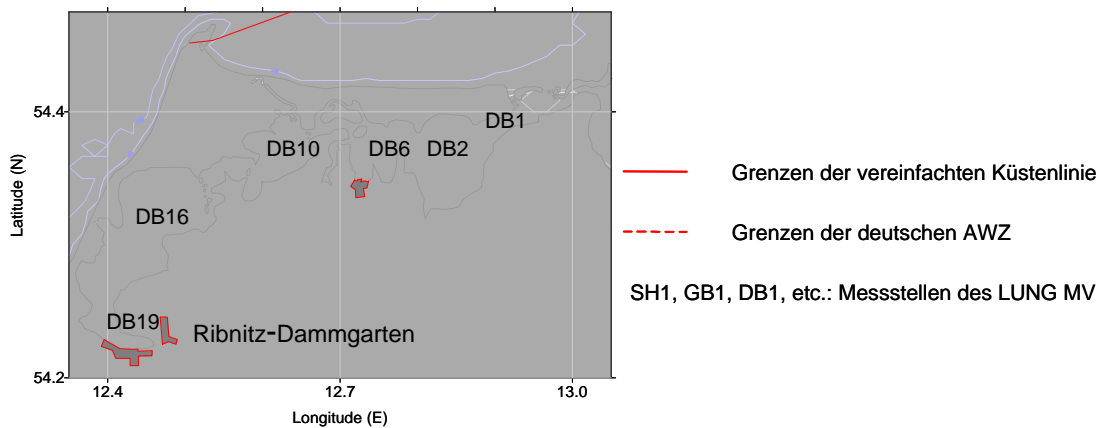 54.4
DB1
DB10 DB6 DB2
DB16
DB19
Ribnitz-Dammgarten
54.2
12.4 12.7 13.0
Longitude (E)
Latitude (N)
Grenzen der vereinfachten Küstenlinie
Grenzen der deutschen AWZ
SH1, GB1, DB1, etc.: Messstellen des LUNG MV